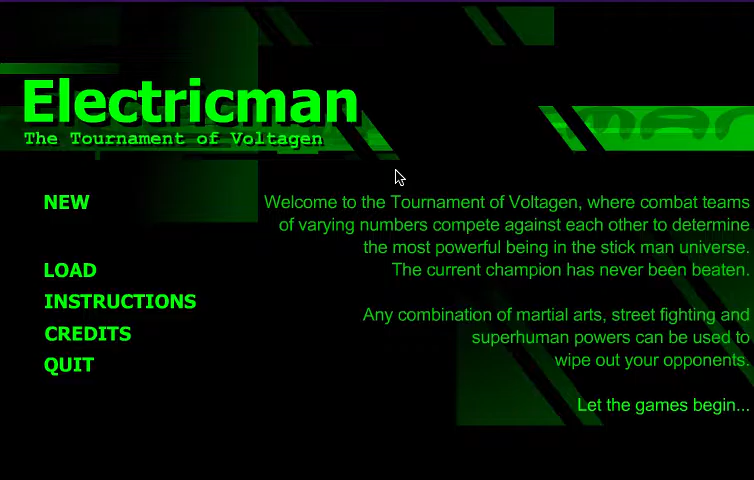 Electricman
The Tournament of Voltagen
NEW
LOAD
INSTRUCTIONS
CREDITS
QUIT
Welcome to the Tournament of Voltagen, where combat teams
of varying numbers compete against each other to determine
the most powerful being in the stick man universe.
The current champion has never been beaten.
Any combination of martial arts, street fighting and
superhuman powers can be used to
wipe out your opponents.
Let the games begin...